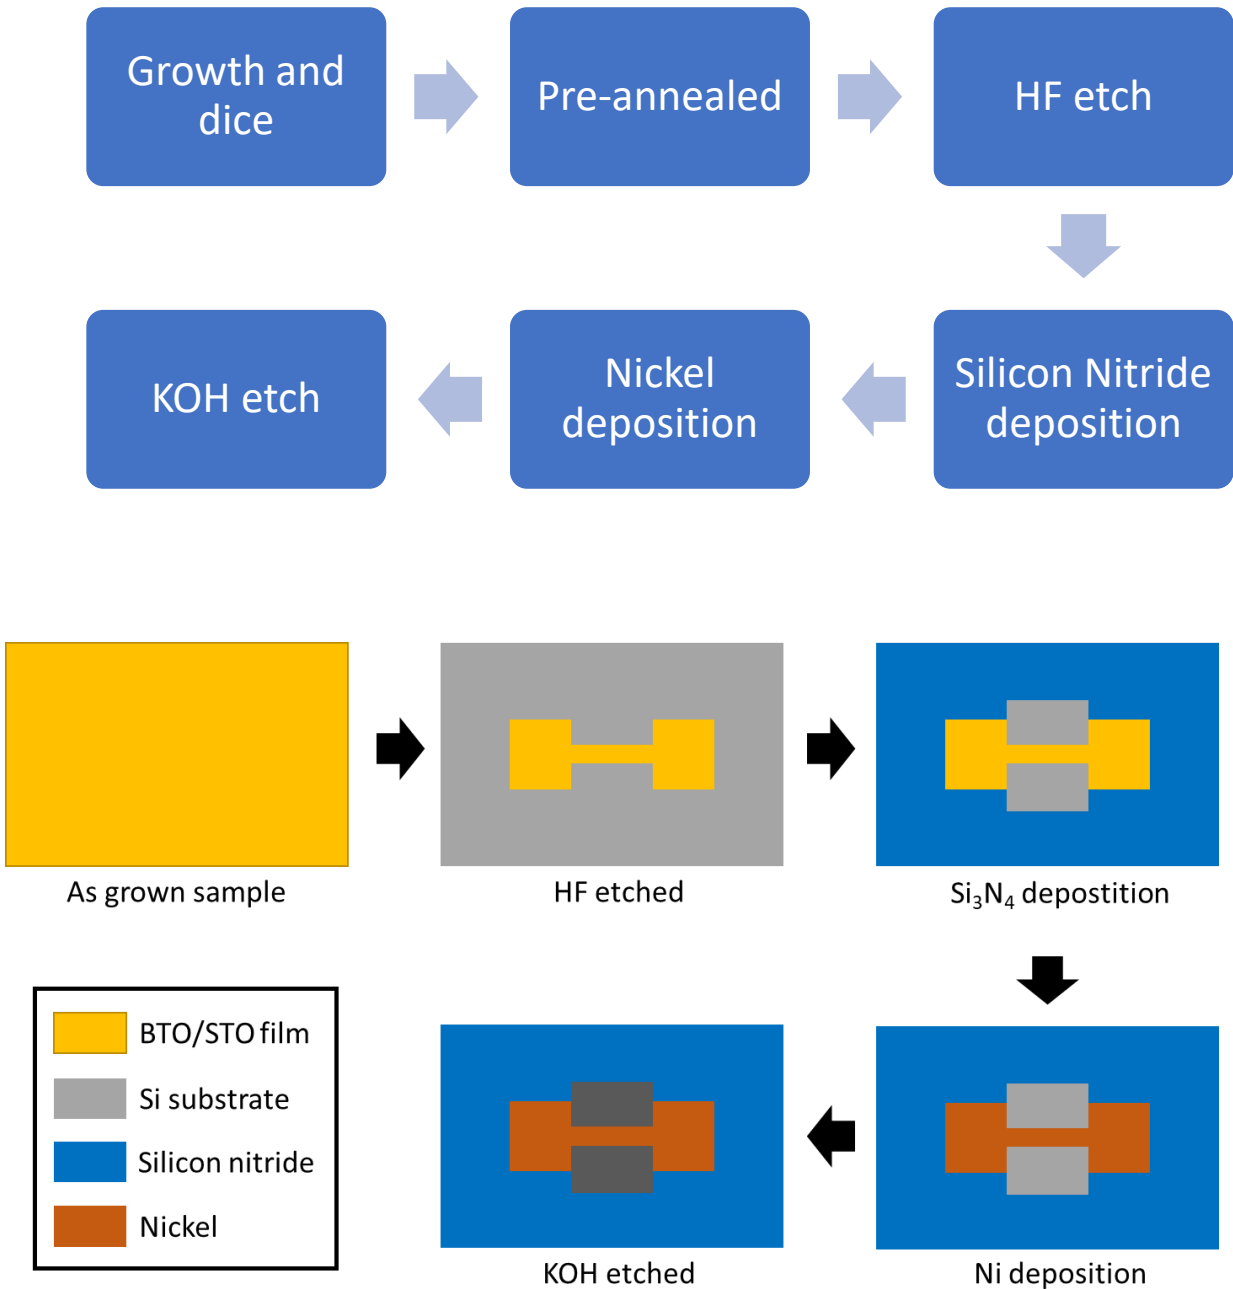 Growth and
dice
Pre-annealed
HF etch
KOH etch
Nickel
deposition
Silicon Nitride
deposition
As grown sample
HF etched
Si₃N₄ depostition
BTO/STO film
Si substrate
Silicon nitride
Nickel
KOH etched
Ni deposition